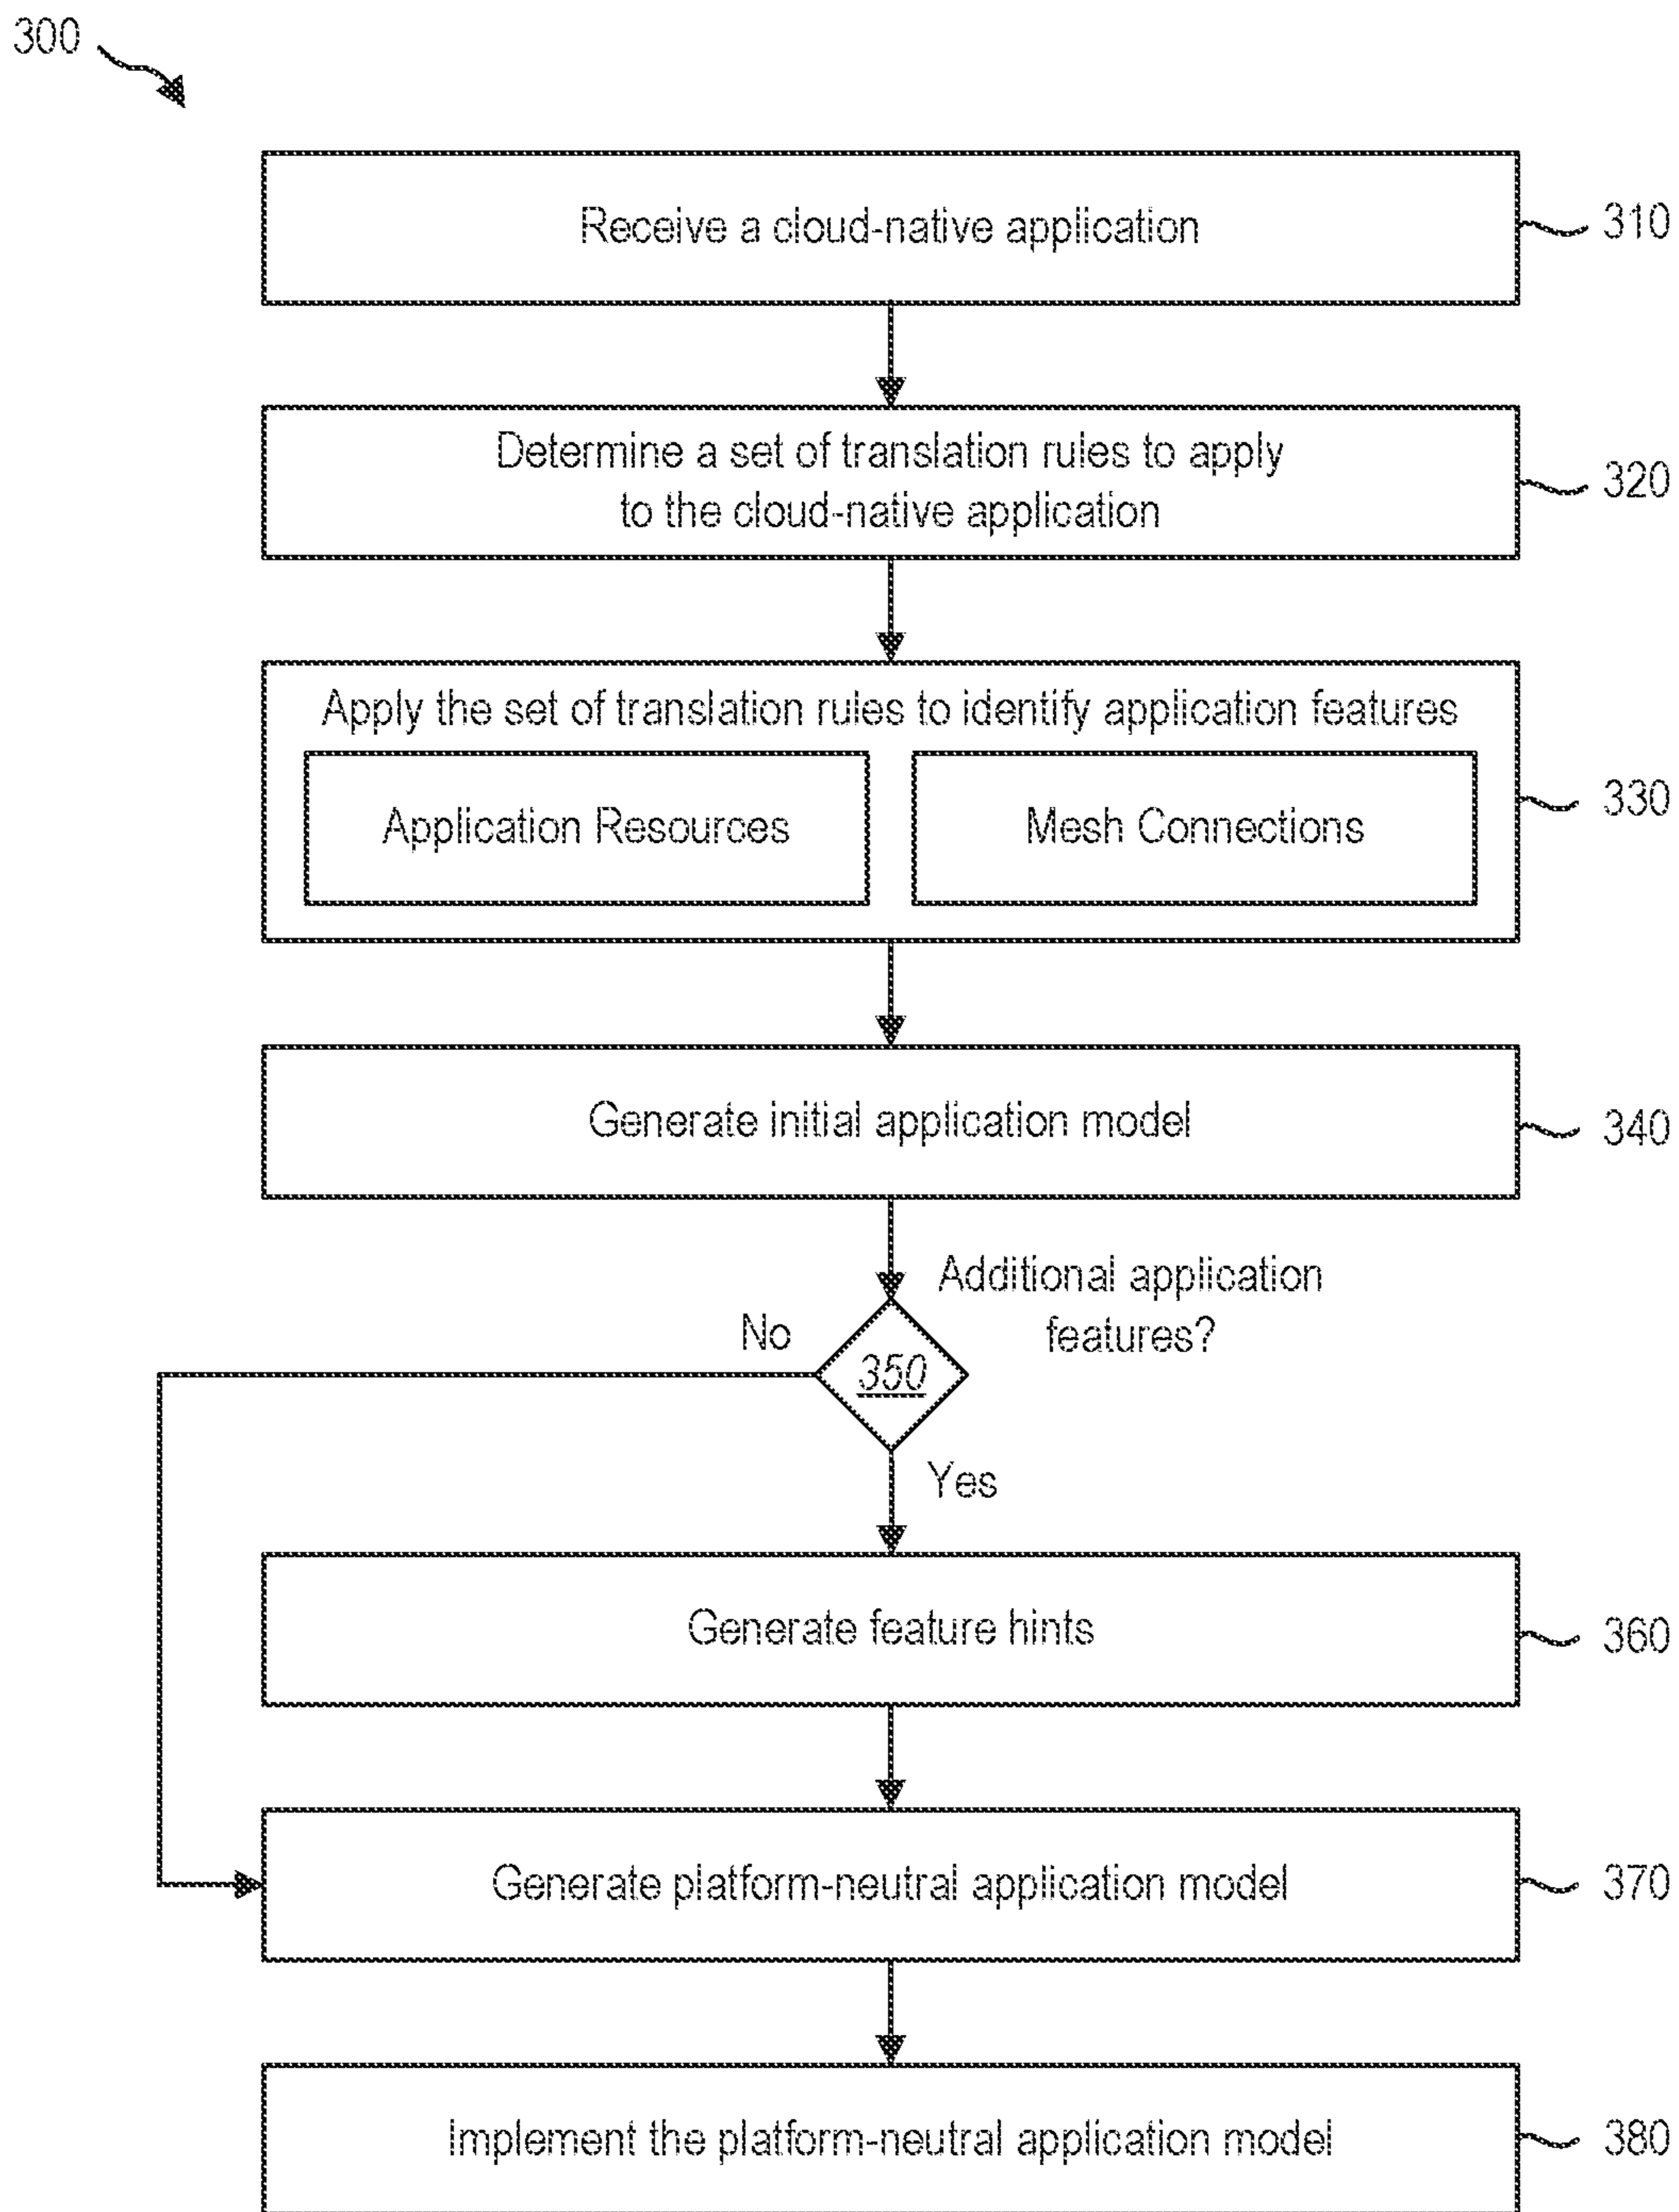 300
Receive a cloud-native application
310
Determine a set of translation rules to apply
to the cloud-native application
320
Apply the set of translation rules to identify application features
Application Resources
Mesh Connections
330
Generate initial application model
340
Additional application
features?
No
350
Yes
Generate feature hints
360
Generate platform-neutral application model
370
Implement the platform-neutral application model
380